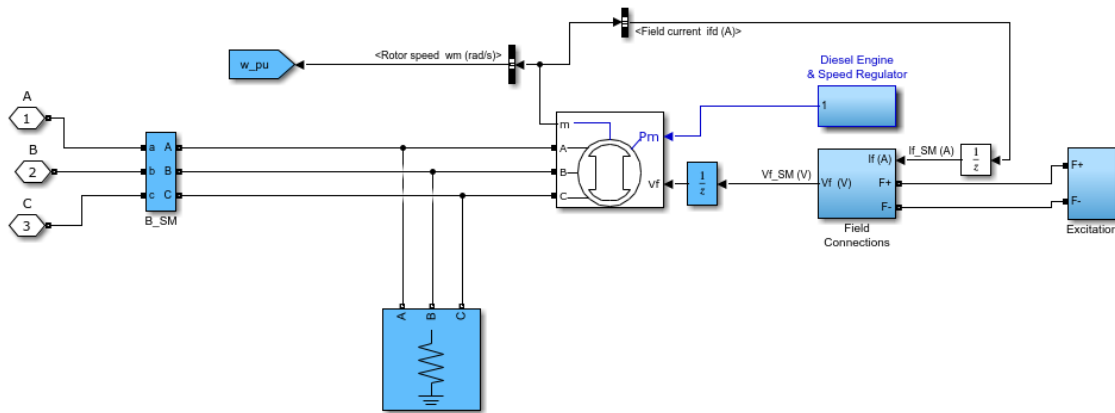 <Field current ifd (A)>
<Rotor speed wm (rad/s)>
w_pu
Diesel Engine
& Speed Regulator
1
A
1
B
2
C
3
a A
b B
c C
B_SM
m
Pm
A
B
C
Vf
1
z
Vf_SM (V)
If_SM (A)
1
z
If (A)
Vf (V)
F+
F-
Field
Connections
F+
F-
Excitation
A B C